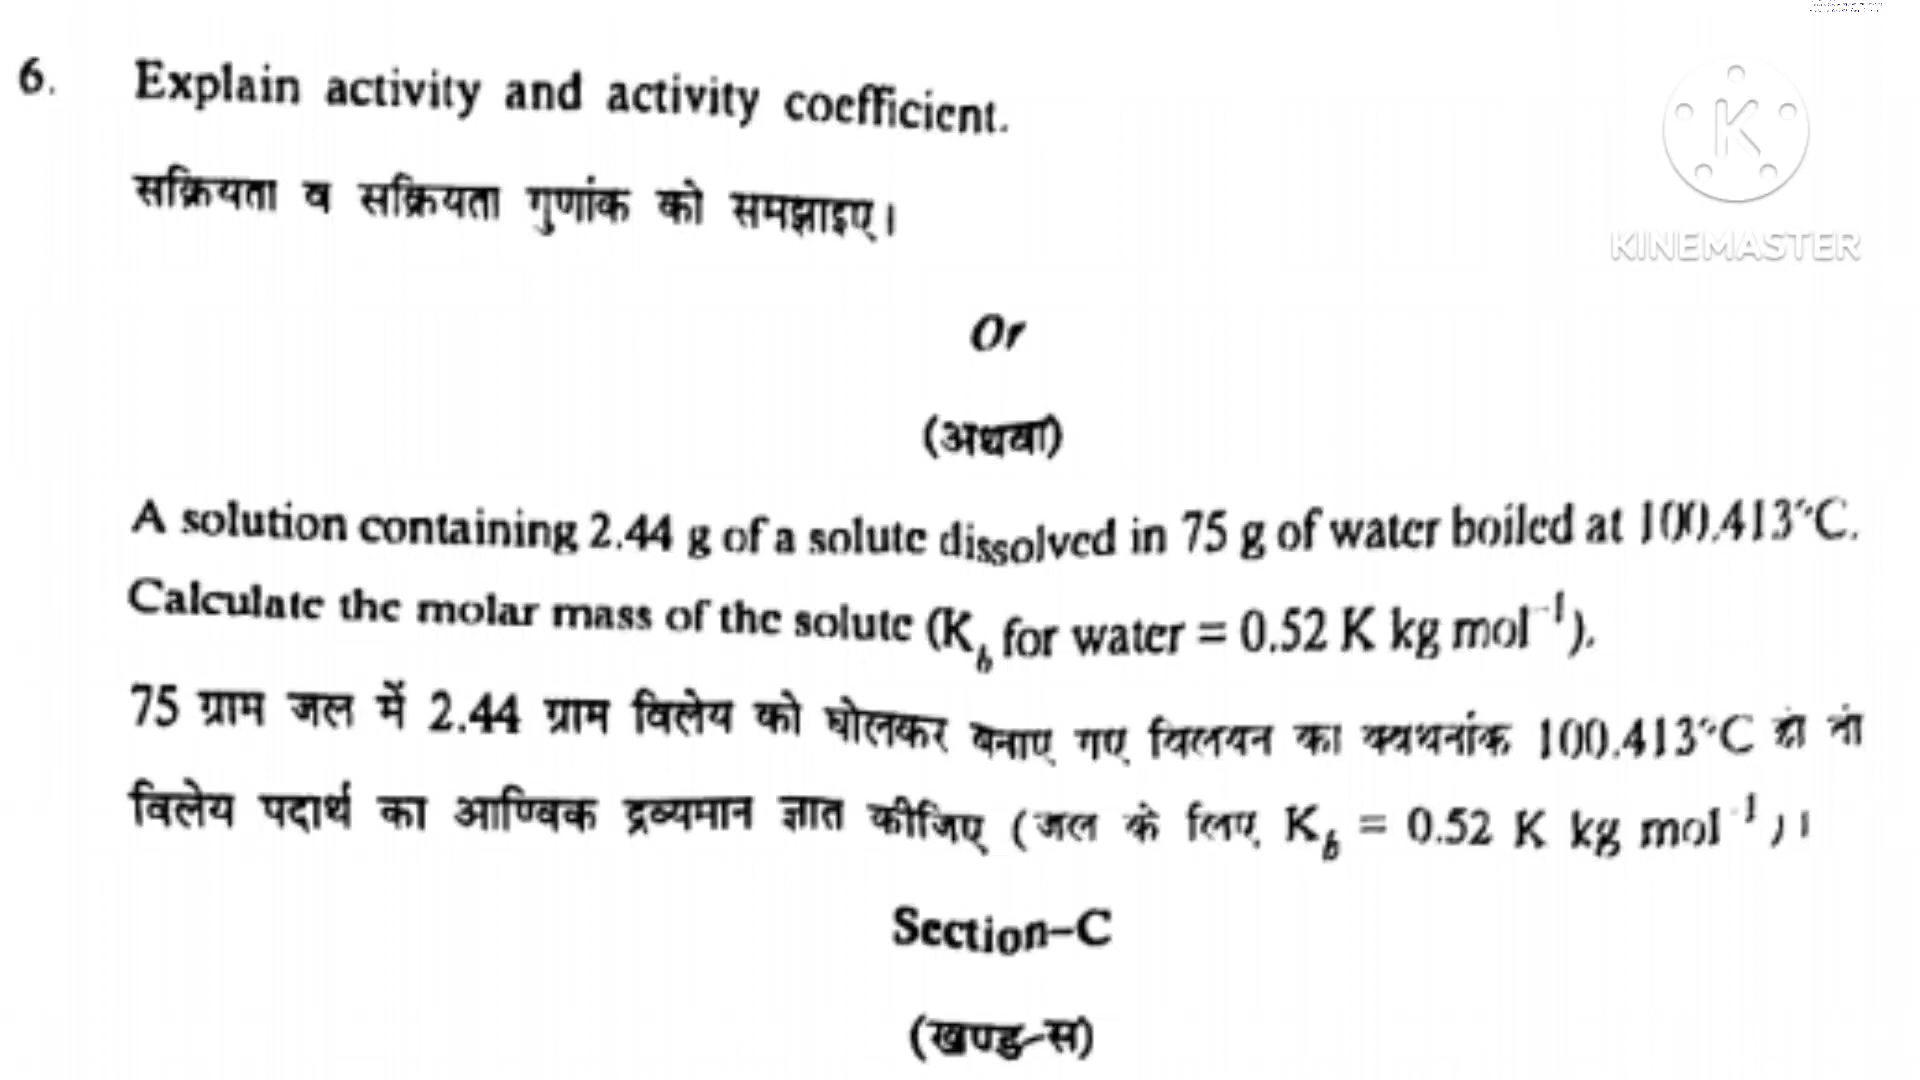 6. Explain activity and activity coefficient.
सक्रियता व सक्रियता गुणांक को समझाइए।
K
KINEMASTER
Or
(अथवा)
A solution containing 2.44 g of a solute dissolved in 75 g of water boiled at 100.413°C.
Calculate the molar mass of the solute (K_b for water = 0.52 K kg mol⁻¹).
75 ग्राम जल में 2.44 ग्राम विलेय को घोलकर बनाए गए विलयन का क्वथनांक 100.413°C हो तो
विलेय पदार्थ का आण्विक द्रव्यमान ज्ञात कीजिए (जल के लिए K_b = 0.52 K kg mol⁻¹)।
Section–C
(खण्ड-स)